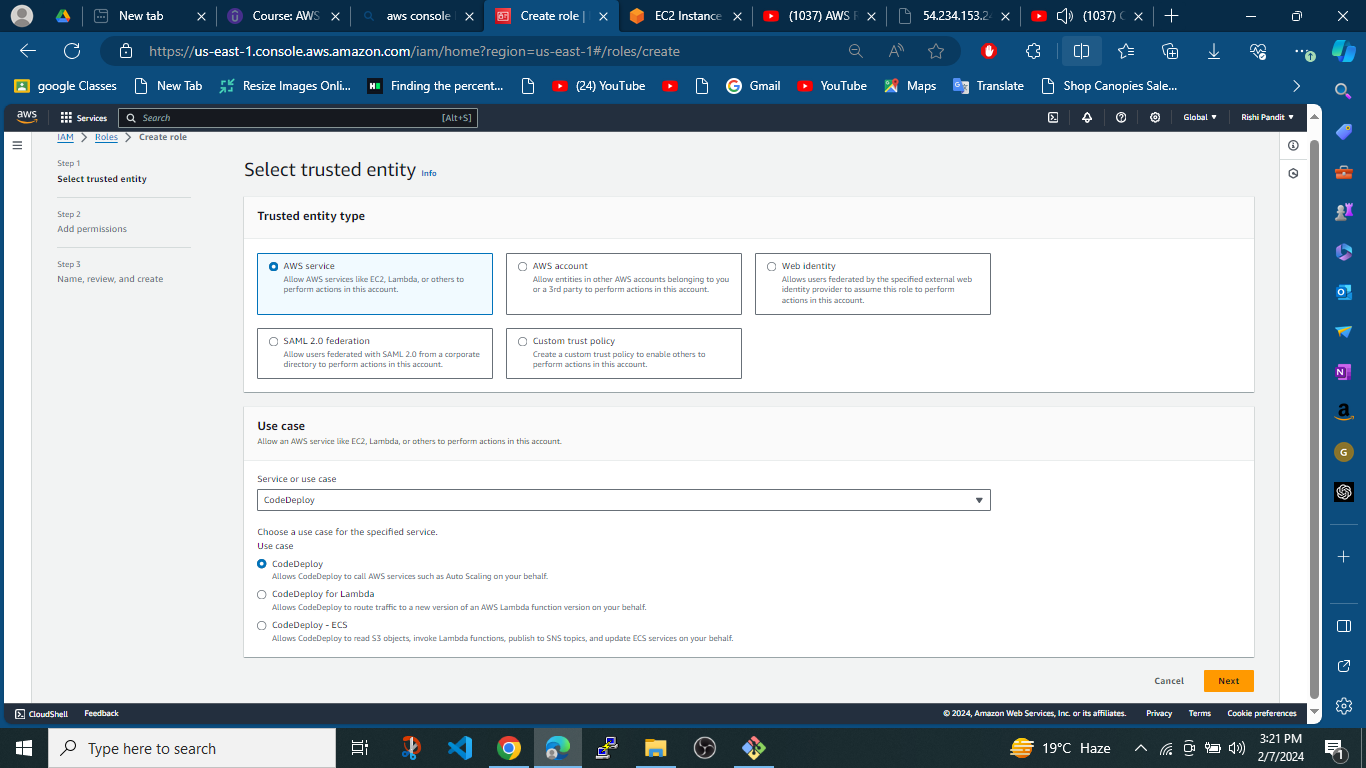 New tab
Course: AWS
aws console
Create role |
EC2 Instance
(1037) AWS R
54.234.153.2
(1037) C
https://us-east-1.console.aws.amazon.com/iam/home?region=us-east-1#/roles/create
google Classes
New Tab
Resize Images Onli...
Finding the percent...
(24) YouTube
Gmail
YouTube
Maps
Translate
Shop Canopies Sale...
aws
Services
Search
[Alt+S]
Global
Rishi Pandit
IAM
Roles
Create role
Step 1
Select trusted entity
Step 2
Add permissions
Step 3
Name, review, and create
Select trusted entity Info
Trusted entity type
AWS service
Allow AWS services like EC2, Lambda, or others to
perform actions in this account.
AWS account
Allow entities in other AWS accounts belonging to you
or a 3rd party to perform actions in this account.
Web identity
Allows users federated by the specified external web
identity provider to assume this role to perform
actions in this account.
SAML 2.0 federation
Allow users federated with SAML 2.0 from a corporate
directory to perform actions in this account.
Custom trust policy
Create a custom trust policy to enable others to
perform actions in this account.
Use case
Allow an AWS service like EC2, Lambda, or others to perform actions in this account.
Service or use case
CodeDeploy
Choose a use case for the specified service.
Use case
CodeDeploy
Allows CodeDeploy to call AWS services such as Auto Scaling on your behalf.
CodeDeploy for Lambda
Allows CodeDeploy to route traffic to a new version of an AWS Lambda function version on your behalf.
CodeDeploy - ECS
Allows CodeDeploy to read S3 objects, invoke Lambda functions, publish to SNS topics, and update ECS services on your behalf.
Cancel
Next
CloudShell
Feedback
© 2024, Amazon Web Services, Inc. or its affiliates.
Privacy
Terms
Cookie preferences
Type here to search
19°C Haze
3:21 PM
2/7/2024
1